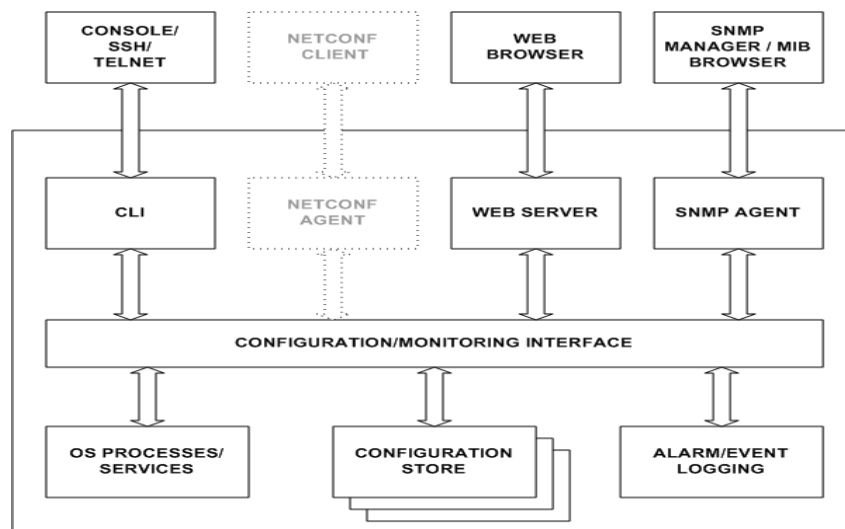 CONSOLE/
SSH/
TELNET
NETCONF
CLIENT
WEB
BROWSER
SNMP
MANAGER / MIB
BROWSER
CLI
NETCONF
AGENT
WEB SERVER
SNMP AGENT
CONFIGURATION/MONITORING INTERFACE
OS PROCESSES/
SERVICES
CONFIGURATION
STORE
ALARM/EVENT
LOGGING